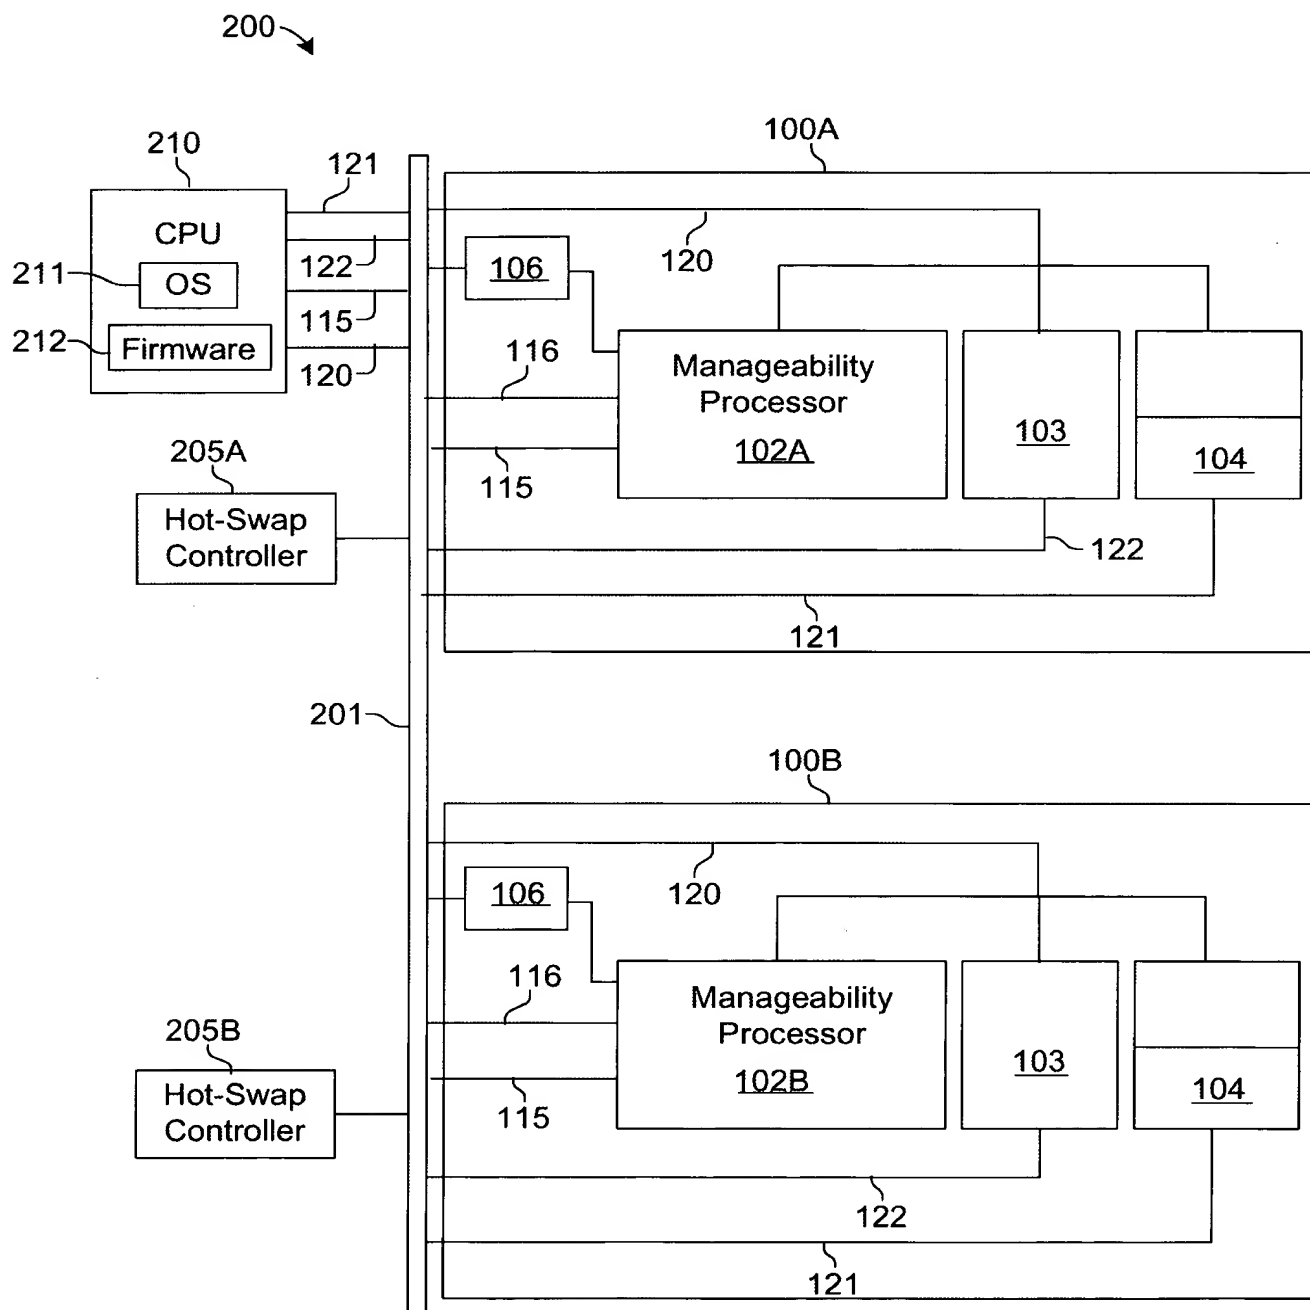 200
100A
210
121
CPU
122
211
OS
115
212
Firmware
120
120
106
116
Manageability
Processor
102A
103
104
115
205A
Hot-Swap
Controller
122
121
201
100B
120
106
116
Manageability
Processor
102B
103
104
115
205B
Hot-Swap
Controller
122
121